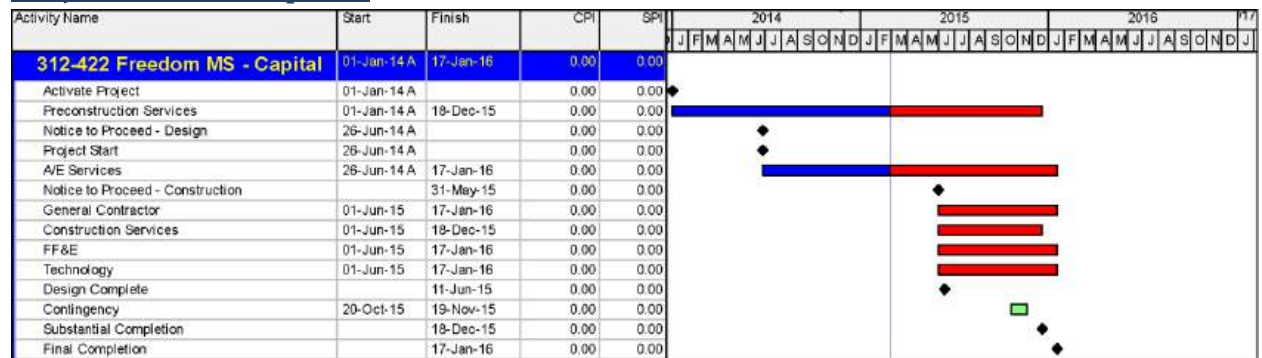 Activity Name Start Finish CPI SPI 2014 2015 2016
J F M A M J J A S O N D J F M A M J J A S O N D J F M A M J J A S O N D J
312-422 Freedom MS - Capital 01-Jan-14 A 17-Jan-16 0.00 0.00
Activate Project 01-Jan-14 A 0.00 0.00
Preconstruction Services 01-Jan-14 A 18-Dec-15 0.00 0.00
Notice to Proceed - Design 26-Jun-14 A 0.00 0.00
Project Start 26-Jun-14 A 0.00 0.00
A/E Services 26-Jun-14 A 17-Jan-16 0.00 0.00
Notice to Proceed - Construction 31-May-15 0.00 0.00
General Contractor 01-Jun-15 17-Jan-16 0.00 0.00
Construction Services 01-Jun-15 18-Dec-15 0.00 0.00
FF&E 01-Jun-15 17-Jan-16 0.00 0.00
Technology 01-Jun-15 17-Jan-16 0.00 0.00
Design Complete 11-Jun-15 0.00 0.00
Contingency 20-Oct-15 19-Nov-15 0.00 0.00
Substantial Completion 18-Dec-15 0.00 0.00
Final Completion 17-Jan-16 0.00 0.00